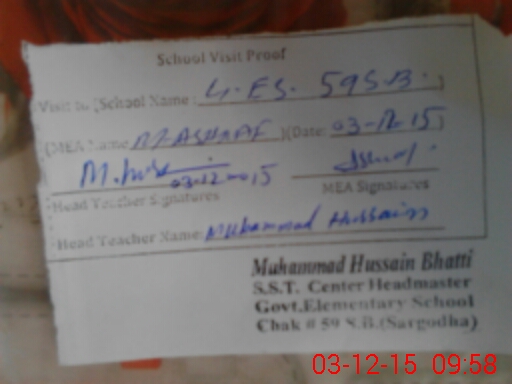 School Visit Proof
Visit to (School Name: G.ES. 59S.B.)
(MEA Name: M ASHRAF) (Date: 03-12-15)
03-12-2015
Head Teacher Signatures MEA Signatures
Head Teacher Name: Muhammad Hussain
Muhammad Hussain Bhatti
S.S.T. Center Headmaster
Govt.Elementary School
Chak # 59 S.B.(Sargodha)
03-12-15 09:58